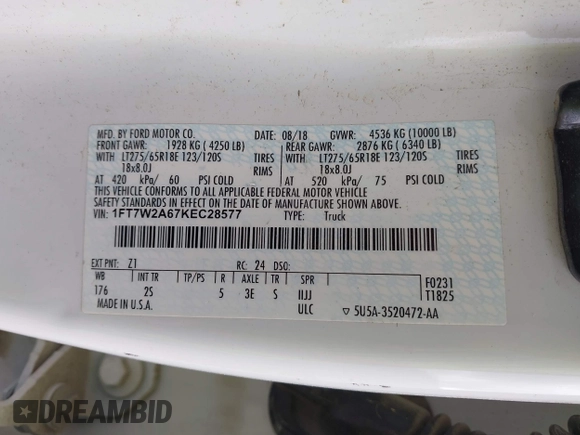 MFD. BY FORD MOTOR CO. 08/18 GVWR: 4536 KG (10000 LB)
FRONT GAWR: 1928 KG ( 4250 LB) REAR GAWR: 2876 KG ( 6340 LB)
WITH LT275/65R18E 123/120S TIRES WITH LT275/65R18E 123/120S TIRES
18x8.0J RIMS 18x8.0J RIMS
AT 420 kPa/ 60 PSI COLD AT 520 kPa/ 75 PSI COLD
THIS VEHICLE CONFORMS TO ALL APPLICABLE FEDERAL MOTOR VEHICLE
SAFETY STANDARDS IN EFFECT ON THE DATE OF MANUFACTURE SHOWN ABOVE.
VIN: 1FT7W2A67KEC28577 TYPE: Truck
EXT PNT: Z1 RC: 24 DSO:
WB INT TR TP/PS R AXLE TR SPR F0231
176 2S 5 3E S IIJJ T1825
MADE IN U.S.A. ULC ▽ 5U5A-3520472-AA
DREAMBID